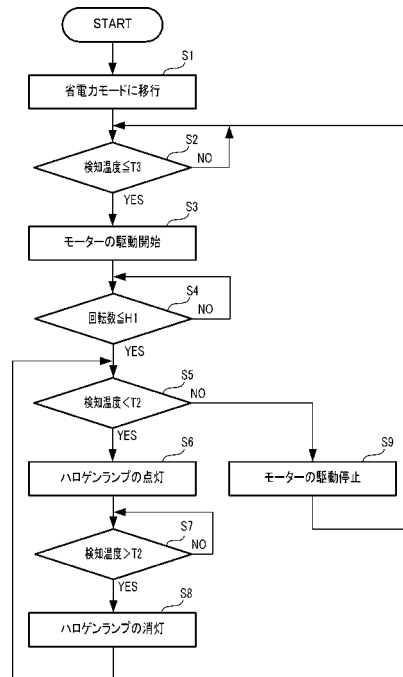 START
S1
省電力モードに移行
S2
検知温度≦T3
NO
YES
S3
モーターの駆動開始
S4
回転数≦H1
NO
YES
S5
検知温度<T2
NO
YES
S6
ハロゲンランプの点灯
S9
モーターの駆動停止
S7
検知温度>T2
NO
YES
S8
ハロゲンランプの消灯